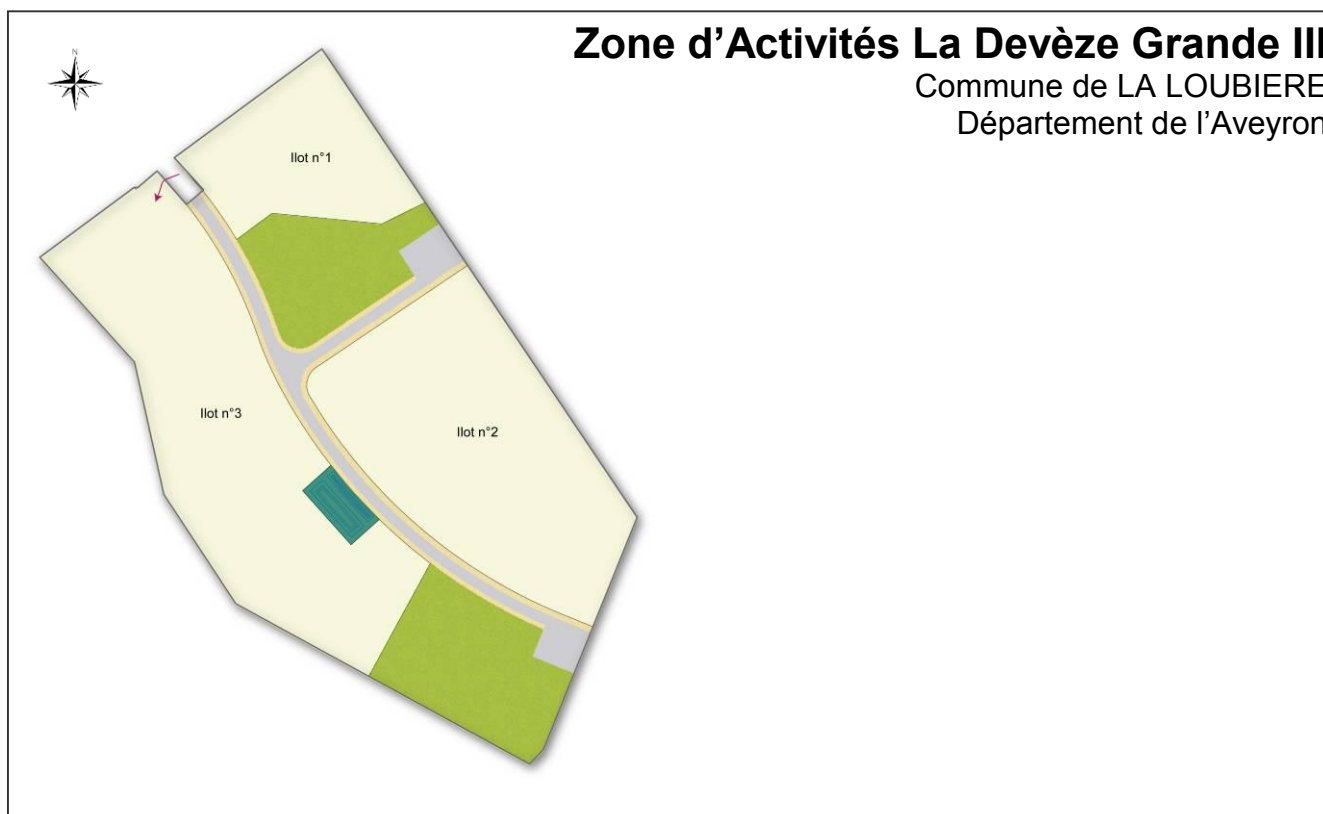 Zone d'Activités La Devèze Grande III
Commune de LA LOUBIERE
Département de l'Aveyron
N
Ilot n°1
Ilot n°3
Ilot n°2